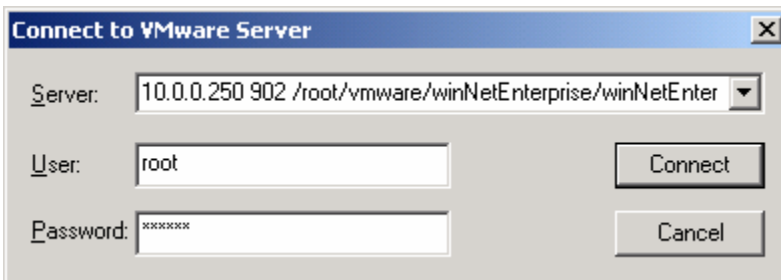 Connect to VMware Server
Server: 10.0.0.250 902 /root/vmware/winNetEnterprise/winNetEnter
User: root Connect
Password: ****** Cancel